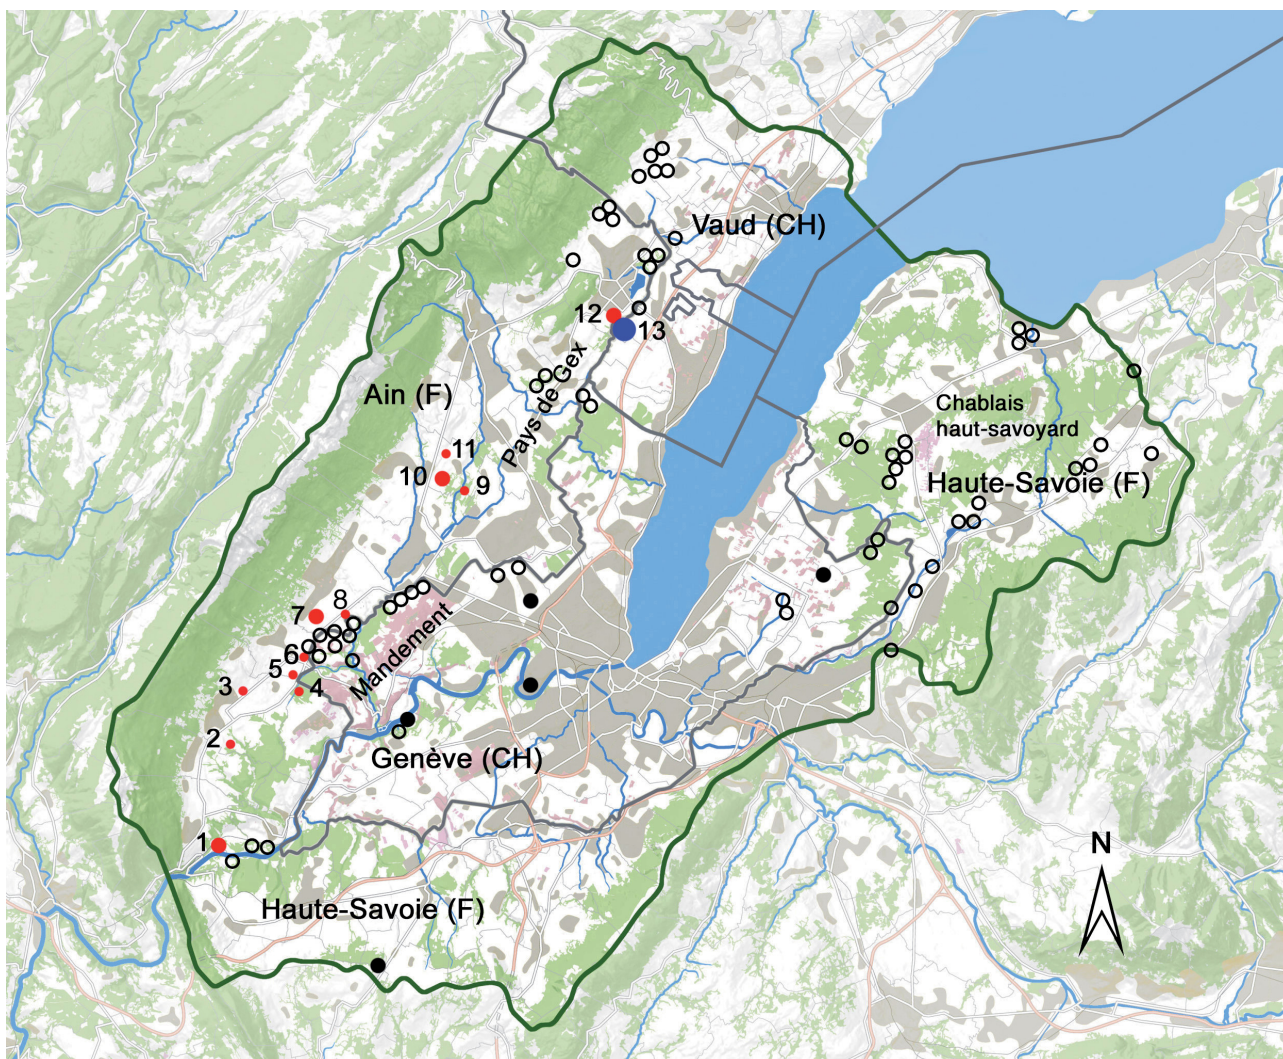 Vaud (CH)
12
13
Ain (F)
Pays de Gex
Chablais
haut-savoyard
11
10
9
Haute-Savoie (F)
7
8
Mandement
6
5
3
4
2
Genève (CH)
1
N
Haute-Savoie (F)